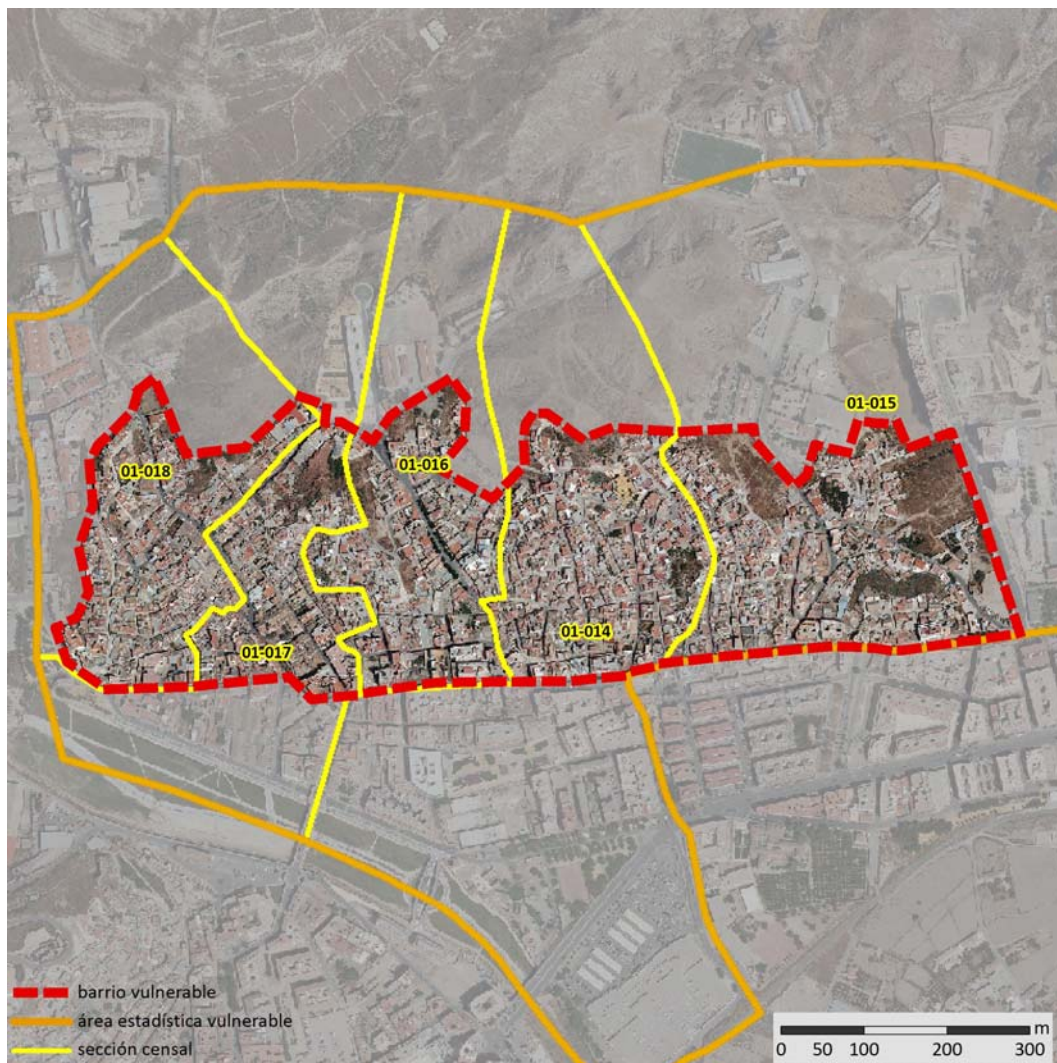 01-015
01-016
01-018
01-014
01-017
barrio vulnerable
área estadística vulnerable
sección censal
m
0 50 100 200 300